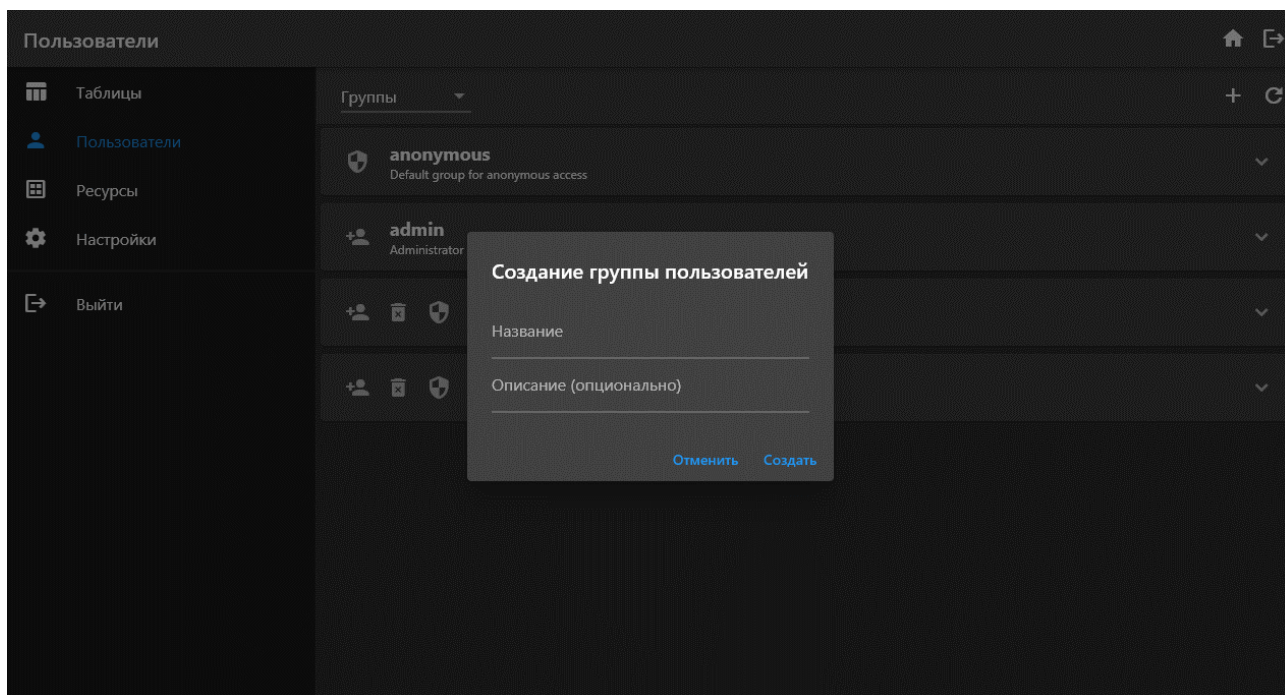 Пользователи
Таблицы
Пользователи
Ресурсы
Настройки
Выйти
Группы
anonymous
Default group for anonymous access
admin
Administrator
Создание группы пользователей
Название
Описание (опционально)
Отменить Создать